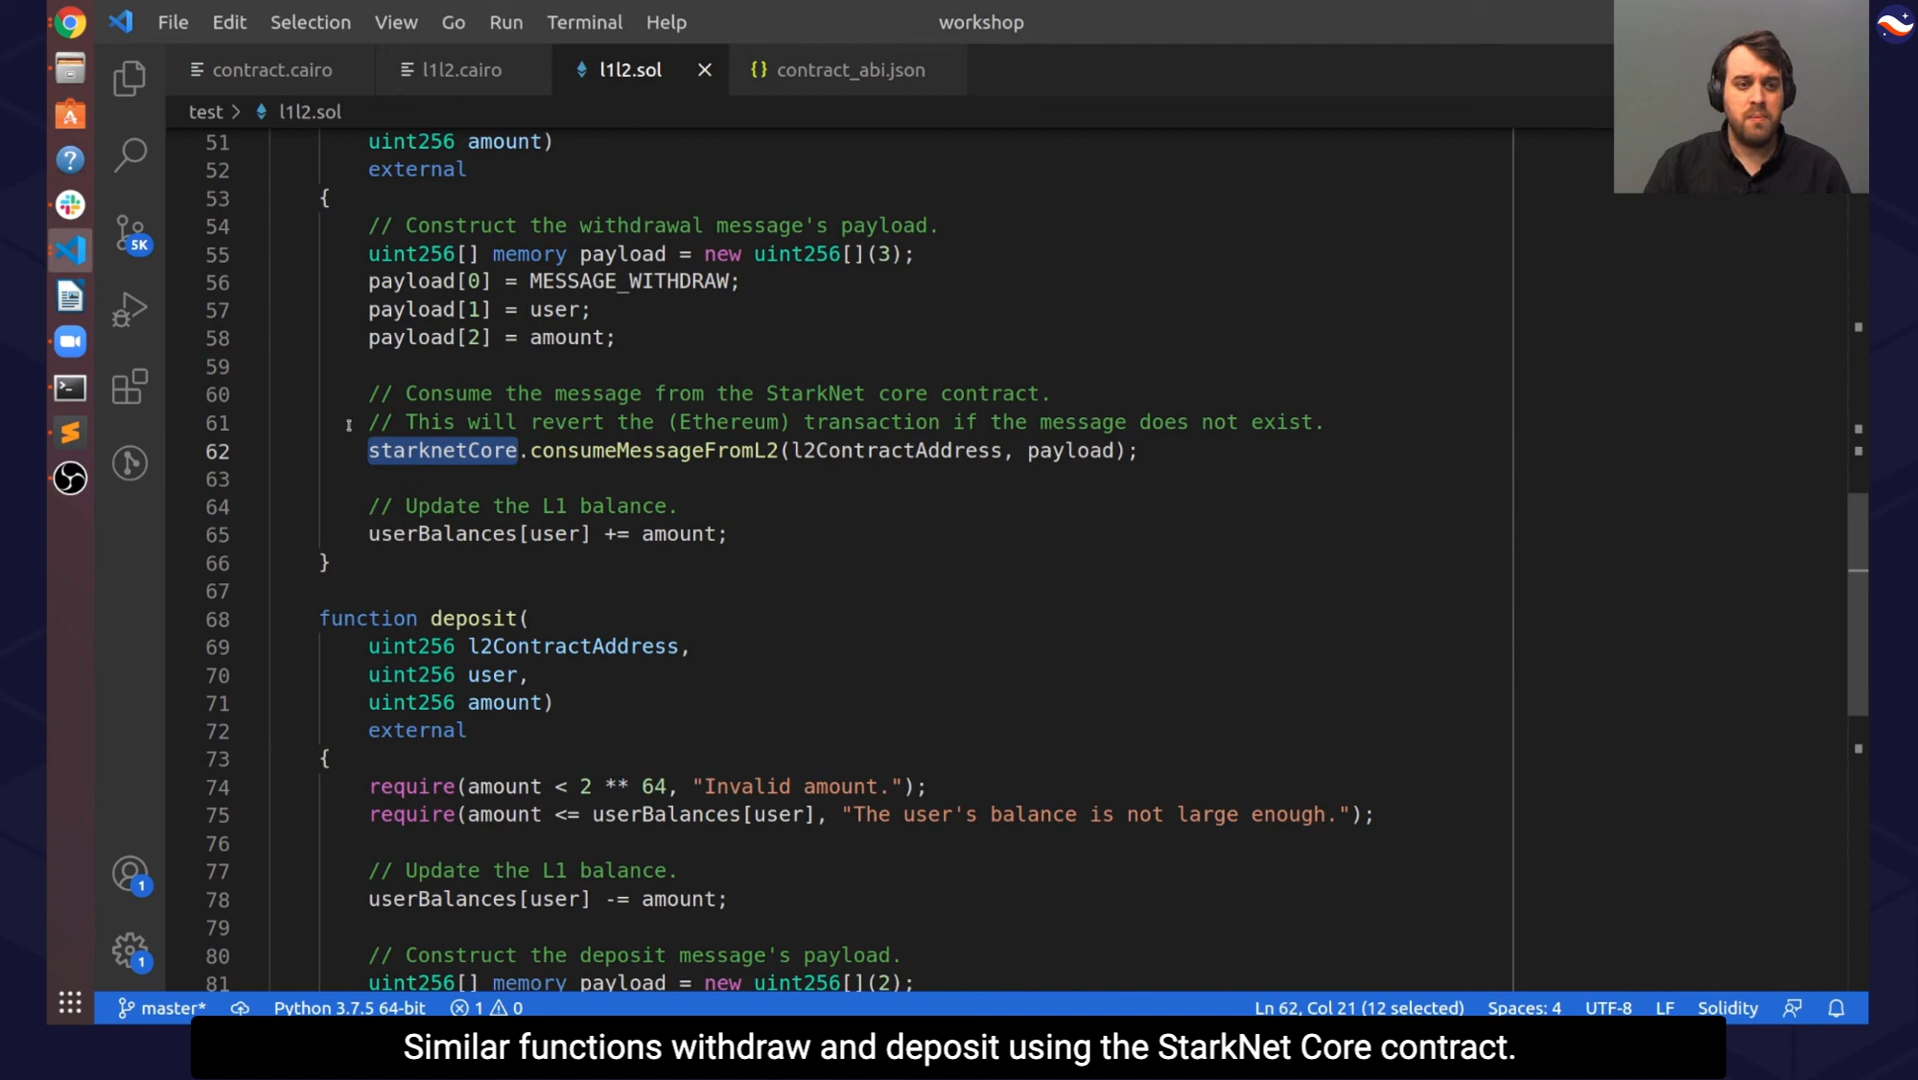 File Edit Selection View Go Run Terminal Help workshop
contract.cairo l1l2.cairo l1l2.sol contract_abi.json
test > l1l2.sol
51 uint256 amount)
52 external
53 {
54 // Construct the withdrawal message's payload.
55 uint256[] memory payload = new uint256[](3);
56 payload[0] = MESSAGE_WITHDRAW;
57 payload[1] = user;
58 payload[2] = amount;
59
60 // Consume the message from the StarkNet core contract.
61 // This will revert the (Ethereum) transaction if the message does not exist.
62 starknetCore.consumeMessageFromL2(l2ContractAddress, payload);
63
64 // Update the L1 balance.
65 userBalances[user] += amount;
66 }
67
68 function deposit(
69 uint256 l2ContractAddress,
70 uint256 user,
71 uint256 amount)
72 external
73 {
74 require(amount < 2 ** 64, "Invalid amount.");
75 require(amount <= userBalances[user], "The user's balance is not large enough.");
76
77 // Update the L1 balance.
78 userBalances[user] -= amount;
79
80 // Construct the deposit message's payload.
81 uint256[] memory payload = new uint256[](2);
5K
1
1
master* Python 3.7.5 64-bit 1 0 Ln 62, Col 21 (12 selected) Spaces: 4 UTF-8 LF Solidity
Similar functions withdraw and deposit using the StarkNet Core contract.